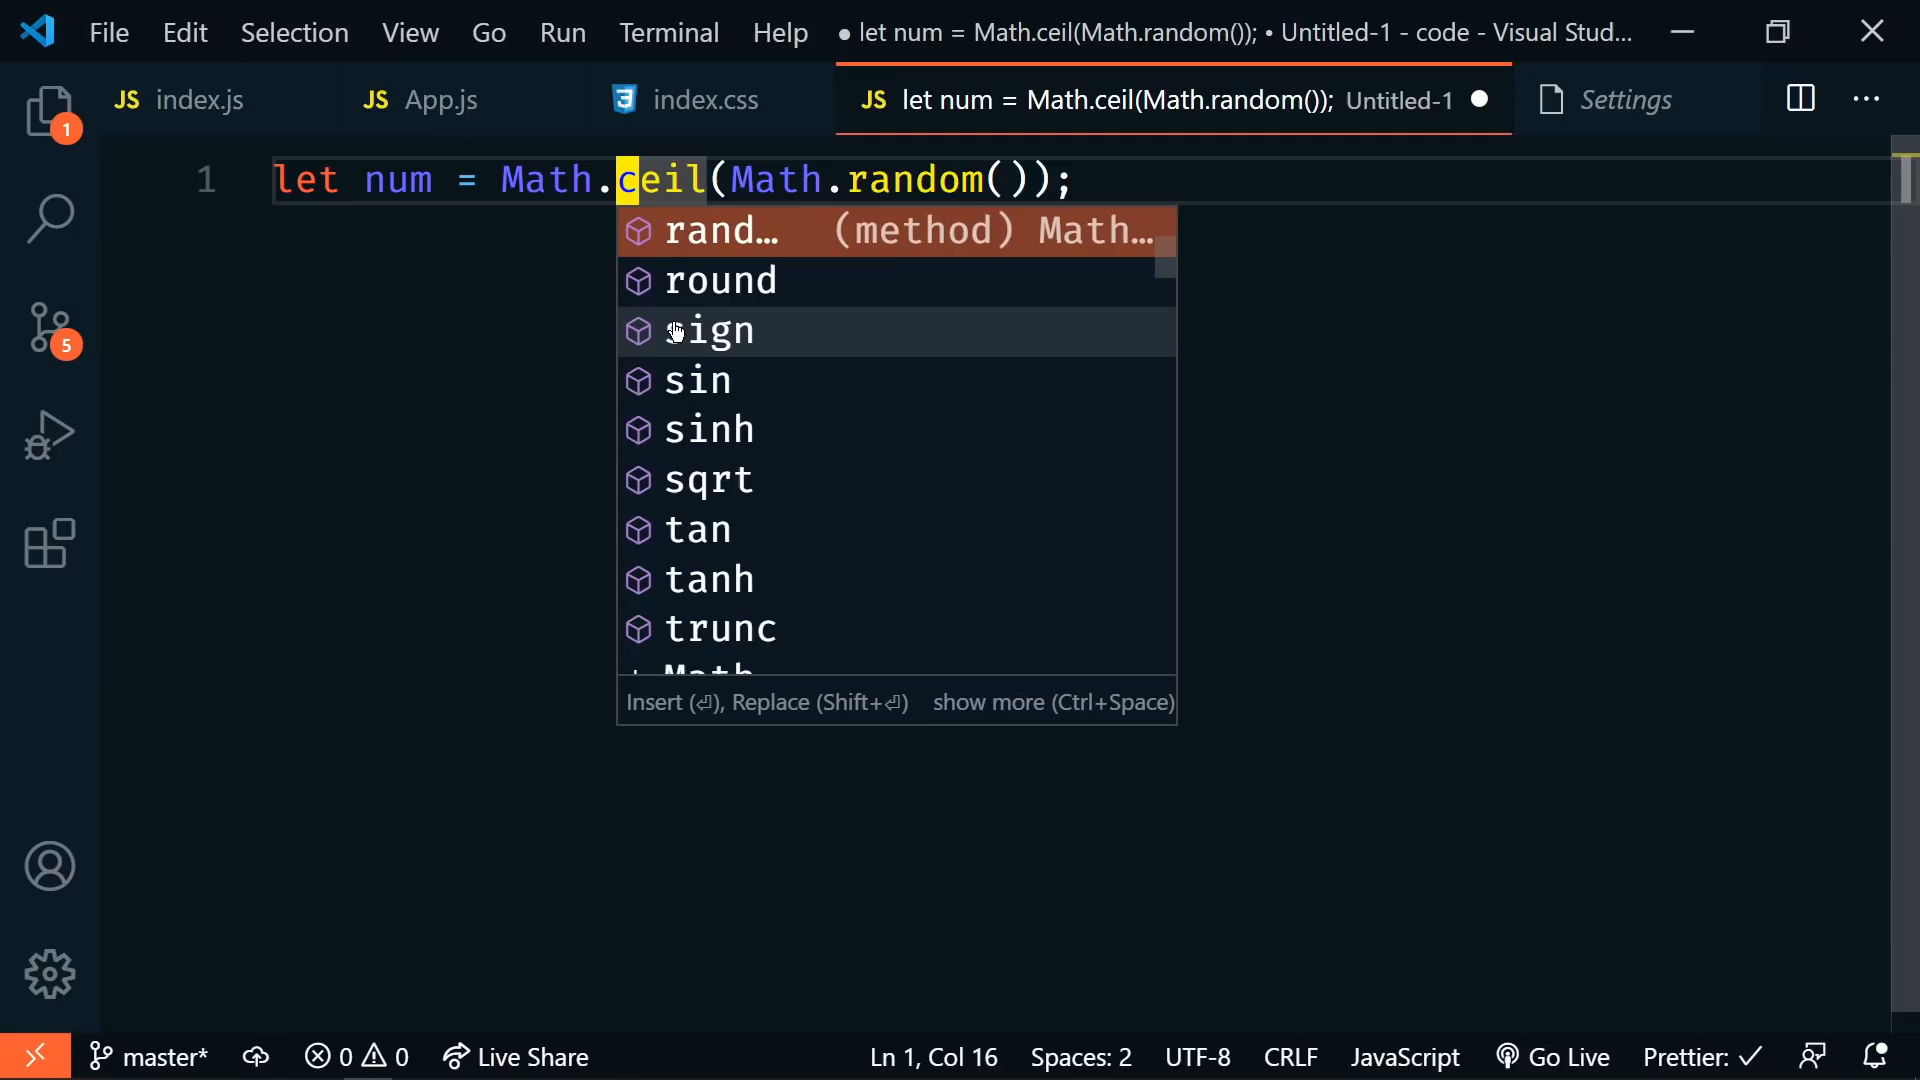 File Edit Selection View Go Run Terminal Help ● let num = Math.ceil(Math.random()); • Untitled-1 - code - Visual Stud...
JS index.js JS App.js 3 index.css JS let num = Math.ceil(Math.random()); Untitled-1 Settings
1
5
1 let num = Math.ceil(Math.random());
rand... (method) Math...
round
sign
sin
sinh
sqrt
tan
tanh
trunc
Insert (⏎), Replace (Shift+⏎) show more (Ctrl+Space)
master* 0 0 Live Share Ln 1, Col 16 Spaces: 2 UTF-8 CRLF JavaScript Go Live Prettier: ✓